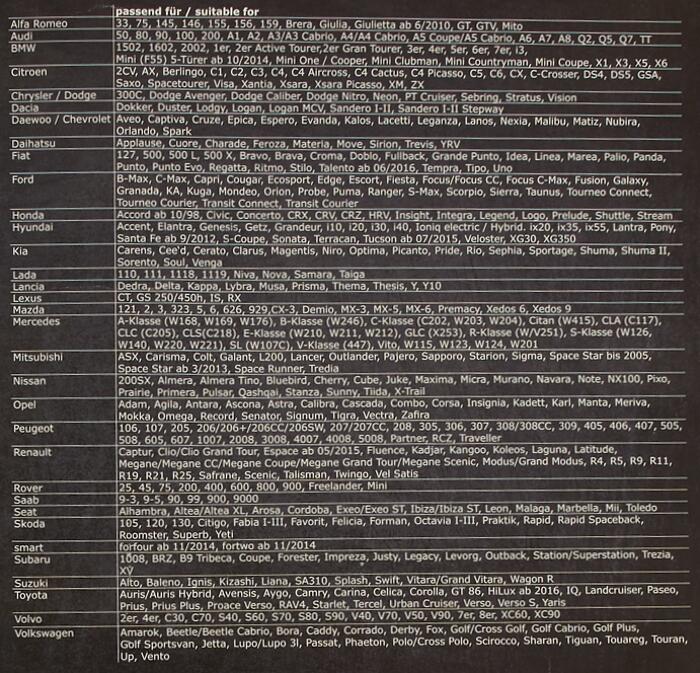 passend für / suitable for
Alfa Romeo 33, 75, 145, 146, 155, 156, 159, Brera, Giulia, Giulietta ab 6/2010, GT, GTV, Mito
Audi 50, 80, 90, 100, 200, A1, A2, A3/A3 Cabrio, A4/A4 Cabrio, A5 Coupe/A5 Cabrio, A6, A7, A8, Q2, Q5, Q7, TT
BMW 1502, 1602, 2002, 1er, 2er Active Tourer,2er Gran Tourer, 3er, 4er, 5er, 6er, 7er, i3,
Mini (F55) 5-Türer ab 10/2014, Mini One / Cooper, Mini Clubman, Mini Countryman, Mini Coupe, X1, X3, X5, X6
Citroen 2CV, AX, Berlingo, C1, C2, C3, C4, C4 Aircross, C4 Cactus, C4 Picasso, C5, C6, CX, C-Crosser, DS4, DS5, GSA,
Saxo, Spacetourer, Visa, Xantia, Xsara, Xsara Picasso, XM, ZX
Chrysler / Dodge 300C, Dodge Avenger, Dodge Caliber, Dodge Nitro, Neon, PT Cruiser, Sebring, Stratus, Vision
Dacia Dokker, Duster, Lodgy, Logan, Logan MCV, Sandero I-II, Sandero I-II Stepway
Daewoo / Chevrolet Aveo, Captiva, Cruze, Epica, Espero, Evanda, Kalos, Lacetti, Leganza, Lanos, Nexia, Malibu, Matiz, Nubira,
Orlando, Spark
Daihatsu Applause, Cuore, Charade, Feroza, Materia, Move, Sirion, Trevis, YRV
Fiat 127, 500, 500 L, 500 X, Bravo, Brava, Croma, Doblo, Fullback, Grande Punto, Idea, Linea, Marea, Palio, Panda,
Punto, Punto Evo, Regatta, Ritmo, Stilo, Talento ab 06/2016, Tempra, Tipo, Uno
Ford B-Max, C-Max, Capri, Cougar, Ecosport, Edge, Escort, Fiesta, Focus/Focus CC, Focus C-Max, Fusion, Galaxy,
Granada, KA, Kuga, Mondeo, Orion, Probe, Puma, Ranger, S-Max, Scorpio, Sierra, Taunus, Tourneo Connect,
Tourneo Courier, Transit Connect, Transit Courier
Honda Accord ab 10/98, Civic, Concerto, CRX, CRV, CRZ, HRV, Insight, Integra, Legend, Logo, Prelude, Shuttle, Stream
Hyundai Accent, Elantra, Genesis, Getz, Grandeur, i10, i20, i30, i40, Ioniq electric / Hybrid. ix20, ix35, ix55, Lantra, Pony,
Santa Fe ab 9/2012, S-Coupe, Sonata, Terracan, Tucson ab 07/2015, Veloster, XG30, XG350
Kia Carens, Cee'd, Cerato, Clarus, Magentis, Niro, Optima, Picanto, Pride, Rio, Sephia, Sportage, Shuma, Shuma II,
Sorento, Soul, Venga
Lada 110, 111, 1118, 1119, Niva, Nova, Samara, Taiga
Lancia Dedra, Delta, Kappa, Lybra, Musa, Prisma, Thema, Thesis, Y, Y10
Lexus CT, GS 250/450h, IS, RX
Mazda 121, 2, 3, 323, 5, 6, 626, 929,CX-3, Demio, MX-3, MX-5, MX-6, Premacy, Xedos 6, Xedos 9
Mercedes A-Klasse (W168, W169, W176), B-Klasse (W246), C-Klasse (C202, W203, W204), Citan (W415), CLA (C117),
CLC (C205), CLS(C218), E-Klasse (W210, W211, W212), GLC (X253), R-Klasse (W/V251), S-Klasse (W126,
W140, W220, W221), SL (W107C), V-Klasse (447), Vito, W115, W123, W124, W201
Mitsubishi ASX, Carisma, Colt, Galant, L200, Lancer, Outlander, Pajero, Sapporo, Starion, Sigma, Space Star bis 2005,
Space Star ab 3/2013, Space Runner, Tredia
Nissan 200SX, Almera, Almera Tino, Bluebird, Cherry, Cube, Juke, Maxima, Micra, Murano, Navara, Note, NX100, Pixo,
Prairie, Primera, Pulsar, Qashqai, Stanza, Sunny, Tiida, X-Trail
Opel Adam, Agila, Antara, Ascona, Astra, Calibra, Cascada, Combo, Corsa, Insignia, Kadett, Karl, Manta, Meriva,
Mokka, Omega, Record, Senator, Signum, Tigra, Vectra, Zafira
Peugeot 106, 107, 205, 206/206+/206CC/206SW, 207/207CC, 208, 305, 306, 307, 308/308CC, 309, 405, 406, 407, 505,
508, 605, 607, 1007, 2008, 3008, 4007, 4008, 5008, Partner, RCZ, Traveller
Renault Captur, Clio/Clio Grand Tour, Espace ab 05/2015, Fluence, Kadjar, Kangoo, Koleos, Laguna, Latitude,
Megane/Megane CC/Megane Coupe/Megane Grand Tour/Megane Scenic, Modus/Grand Modus, R4, R5, R9, R11,
R19, R21, R25, Safrane, Scenic, Talisman, Twingo, Vel Satis
Rover 25, 45, 75, 200, 400, 600, 800, 900, Freelander, Mini
Saab 9-3, 9-5, 90, 99, 900, 9000
Seat Alhambra, Altea/Altea XL, Arosa, Cordoba, Exeo/Exeo ST, Ibiza/Ibiza ST, Leon, Malaga, Marbella, Mii, Toledo
Skoda 105, 120, 130, Citigo, Fabia I-III, Favorit, Felicia, Forman, Octavia I-III, Praktik, Rapid, Rapid Spaceback,
Roomster, Superb, Yeti
smart forfour ab 11/2014, fortwo ab 11/2014
Subaru 1008, BRZ, B9 Tribeca, Coupe, Forester, Impreza, Justy, Legacy, Levorg, Outback, Station/Superstation, Trezia,
XV
Suzuki Alto, Baleno, Ignis, Kizashi, Liana, SA310, Splash, Swift, Vitara/Grand Vitara, Wagon R
Toyota Auris/Auris Hybrid, Avensis, Aygo, Camry, Carina, Celica, Corolla, GT 86, HiLux ab 2016, IQ, Landcruiser, Paseo,
Prius, Prius Plus, Proace Verso, RAV4, Starlet, Tercel, Urban Cruiser, Verso, Verso S, Yaris
Volvo 2er, 4er, C30, C70, S40, S60, S70, S80, S90, V40, V70, V50, V90, 7er, 8er, XC60, XC90
Volkswagen Amarok, Beetle/Beetle Cabrio, Bora, Caddy, Corrado, Derby, Fox, Golf/Cross Golf, Golf Cabrio, Golf Plus,
Golf Sportsvan, Jetta, Lupo/Lupo 3l, Passat, Phaeton, Polo/Cross Polo, Scirocco, Sharan, Tiguan, Touareg, Touran,
Up, Vento